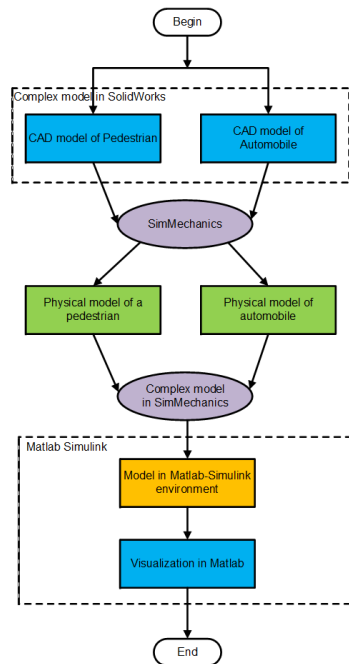 Begin
Complex model in SolidWorks
CAD model of Pedestrian
CAD model of
Automobile
SimMechanics
Physical model of a
pedestrian
Physical model of
automobile
Complex model
in SimMechanics
Matlab Simulink
Model in Matlab-Simulink
environment
Visualization in Matlab
End